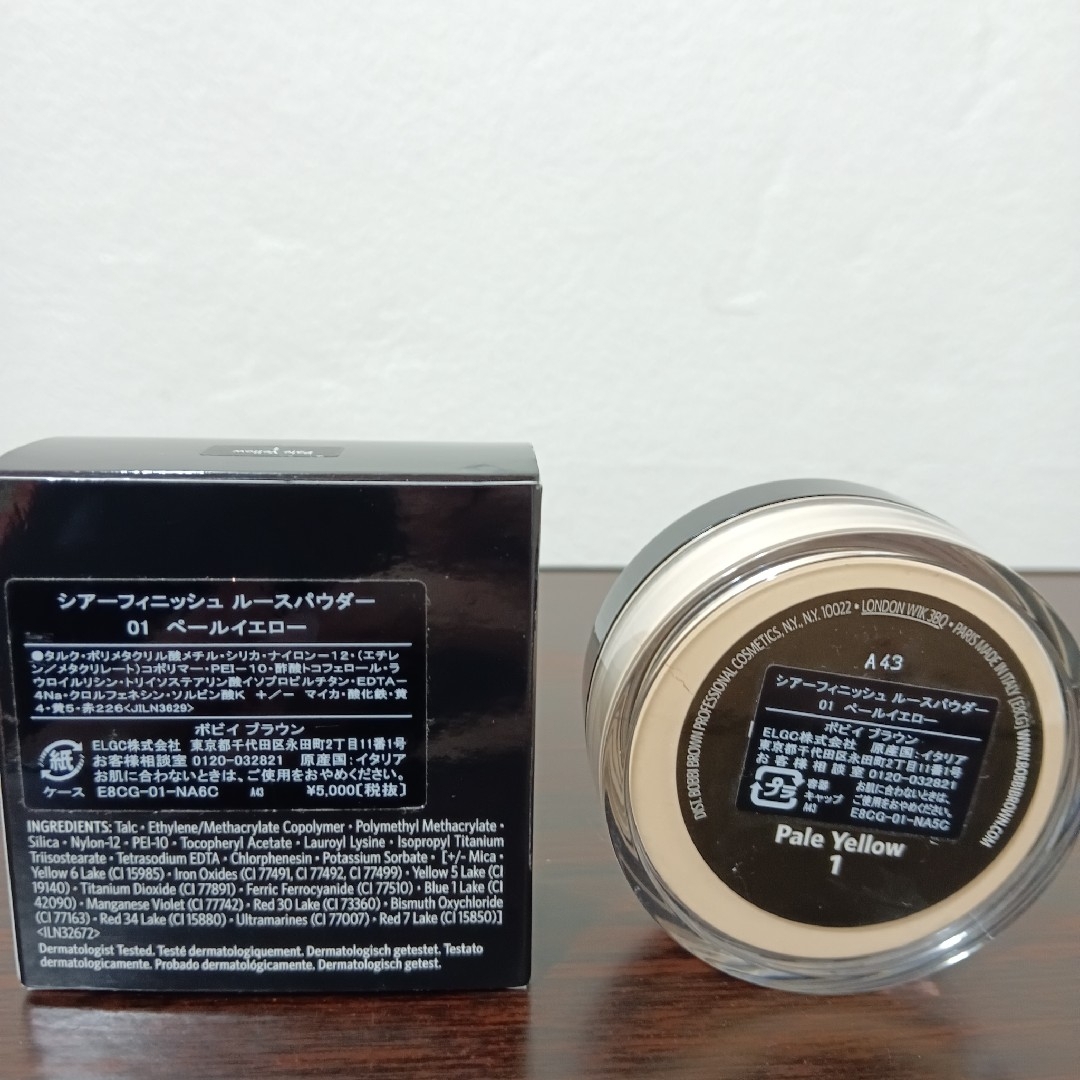 Pale Yellow
シアーフィニッシュ ルースパウダー
01 ペールイエロー
●タルク・ポリメタクリル酸メチル・シリカ・ナイロンー12・(エチレ
ン/メタクリレート)コポリマー・PEI-10・酢酸トコフェロール・ラ
ウロイルリシン・トリイソステアリン酸イソプロピルチタン・EDTA-
4Na・クロルフェネシン・ソルビン酸K +/- マイカ・酸化鉄・黄
4・黄5・赤226<JILN3629>
ボビイ ブラウン
ELGC株式会社 東京都千代田区永田町2丁目11番1号
お客様相談室 0120-032821 原産国:イタリア
お肌に合わないときは、ご使用をおやめください。
紙
ケース E8CG-01-NA6C A43 ¥5,000[税抜]
INGREDIENTS: Talc • Ethylene/Methacrylate Copolymer • Polymethyl Methacrylate •
Silica • Nylon-12 • PEI-10 • Tocopheryl Acetate • Lauroyl Lysine • Isopropyl Titanium
Triisostearate • Tetrasodium EDTA • Chlorphenesin • Potassium Sorbate • [+/- Mica •
Yellow 6 Lake (CI 15985) • Iron Oxides (CI 77491, CI 77492, CI 77499) • Yellow 5 Lake (CI
19140) • Titanium Dioxide (CI 77891) • Ferric Ferrocyanide (CI 77510) • Blue 1 Lake (CI
42090) • Manganese Violet (CI 77742) • Red 30 Lake (CI 73360) • Bismuth Oxychloride
(CI 77163) • Red 34 Lake (CI 15880) • Ultramarines (CI 77007) • Red 7 Lake (CI 15850)]
<ILN32672>
Dermatologist Tested. Testé dermatologiquement. Dermatologisch getestet. Testato
dermatologicamente. Probado dermatológicamente. Dermatologisch getest.
DIST. BOBBI BROWN PROFESSIONAL COSMETICS, N.Y., N.Y. 10022 • LONDON W1K 3BQ • PARIS MADE IN ITALY (E8CG) WWW.BOBBIBROWN.COM
A43
シアーフィニッシュ ルースパウダー
01 ペールイエロー
ボビイ ブラウン
ELGC株式会社 原産国:イタリア
東京都千代田区永田町2丁目11番1号
お客様相談室 0120-032821
プラ
容器
キャップ
A43
お肌に合わないときは、
ご使用をおやめください。
E8CG-01-NA5C
Pale Yellow
1